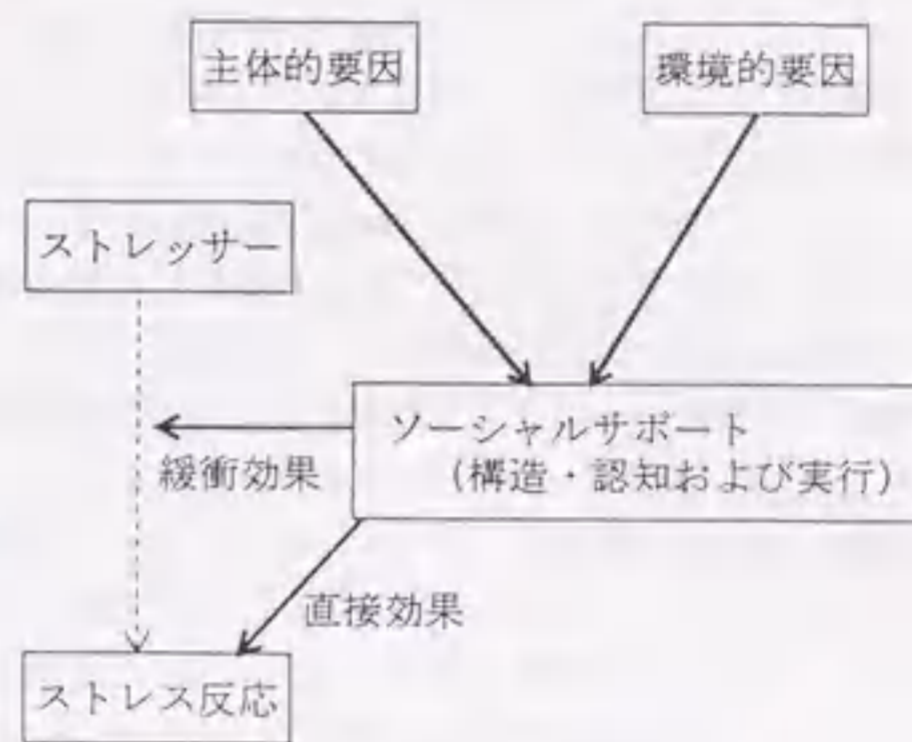 主体的要因
環境的要因
ストレッサー
ソーシャルサポート
(構造・認知および実行)
緩衝効果
直接効果
ストレス反応